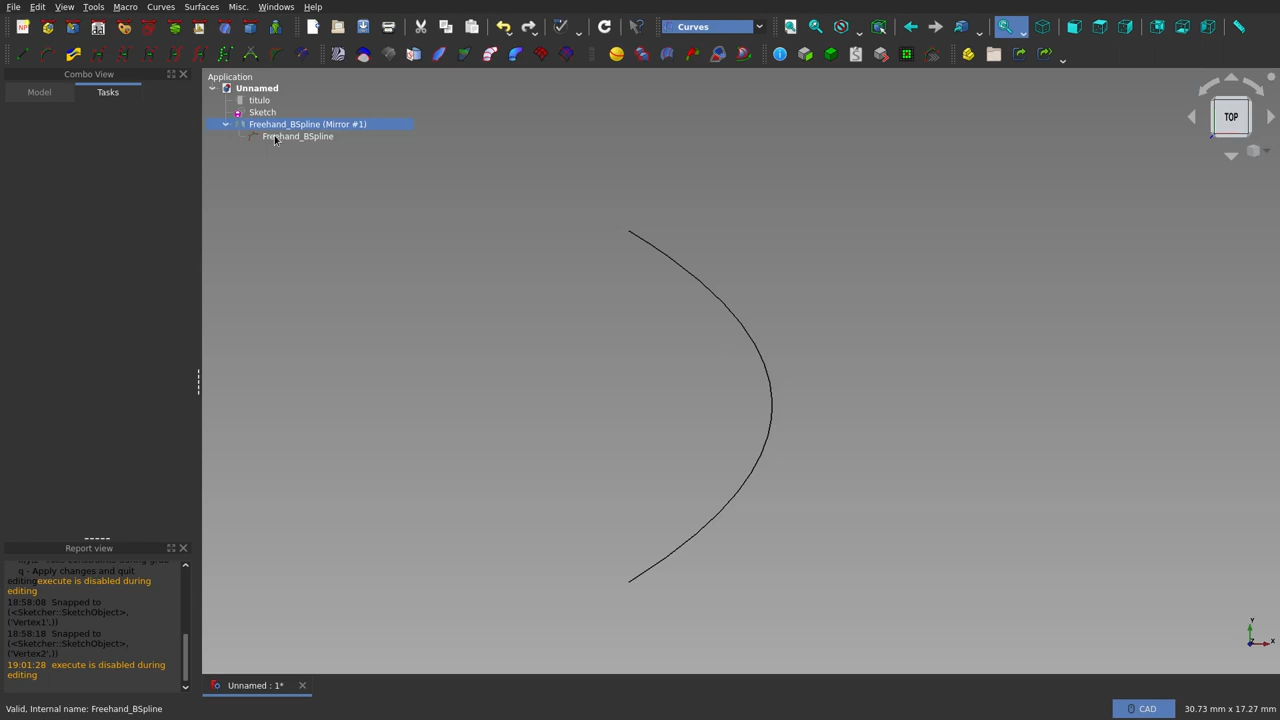 File Edit View Tools Macro Curves Surfaces Misc. Windows Help
Curves
Combo View
Model Tasks
Application
Unnamed
titulo
Sketch
Freehand_BSpline (Mirror #1)
Freehand_BSpline
TOP
Report view
q - Apply changes and quit
editingexecute is disabled during
editing
18:58:08 Snapped to
(<Sketcher::SketchObject>,
('Vertex1',))
18:58:18 Snapped to
(<Sketcher::SketchObject>,
('Vertex2',))
19:01:28 execute is disabled during
editing
Y
X
Unnamed : 1*
Valid, Internal name: Freehand_BSpline
CAD
30.73 mm x 17.27 mm